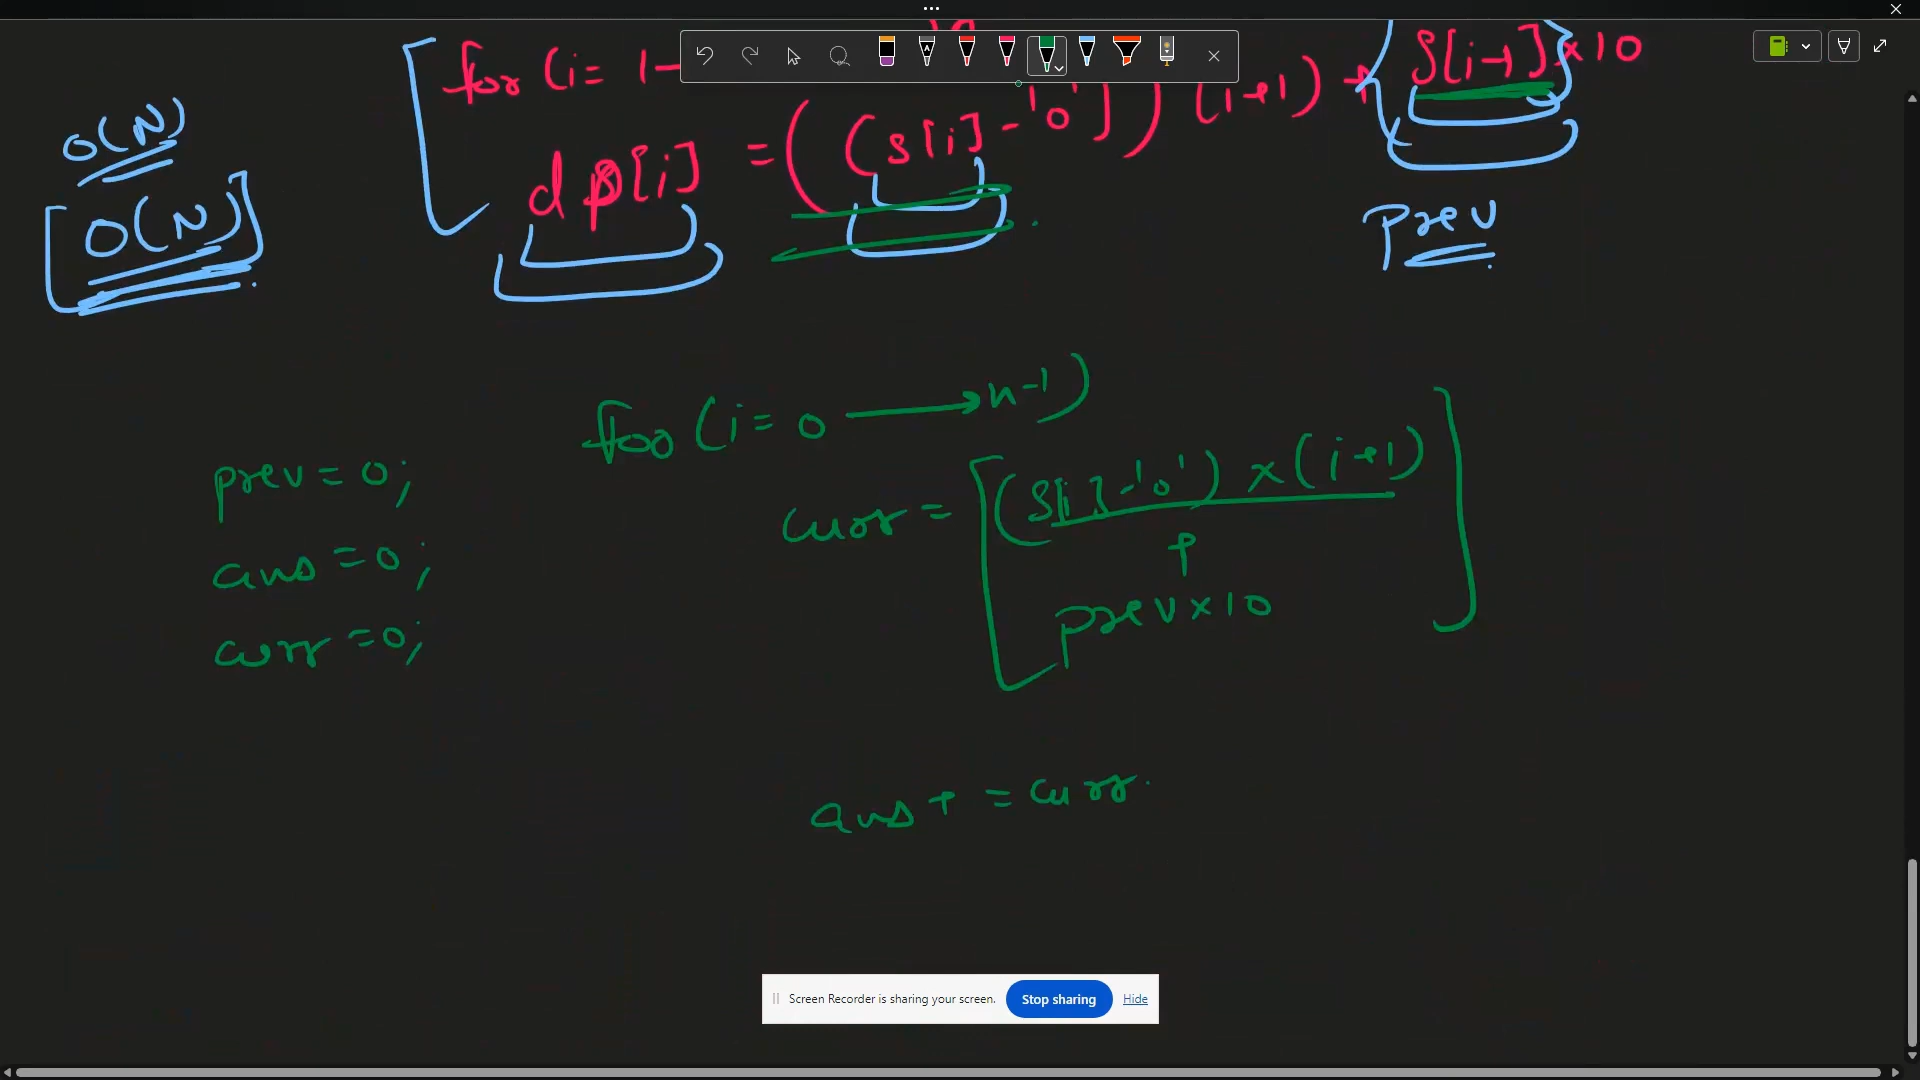 for (i = 1 -
S[i-1] × 10
dp[i] = ((s[i] - '0')) (i+1) +
O(N)
O(N)
prev
for (i = 0 → n-1)
prev = 0;
curr = (S[i] - '0') × (i+1)
+
prev × 10
ans = 0;
curr = 0;
ans + = curr.
Screen Recorder is sharing your screen. Stop sharing Hide